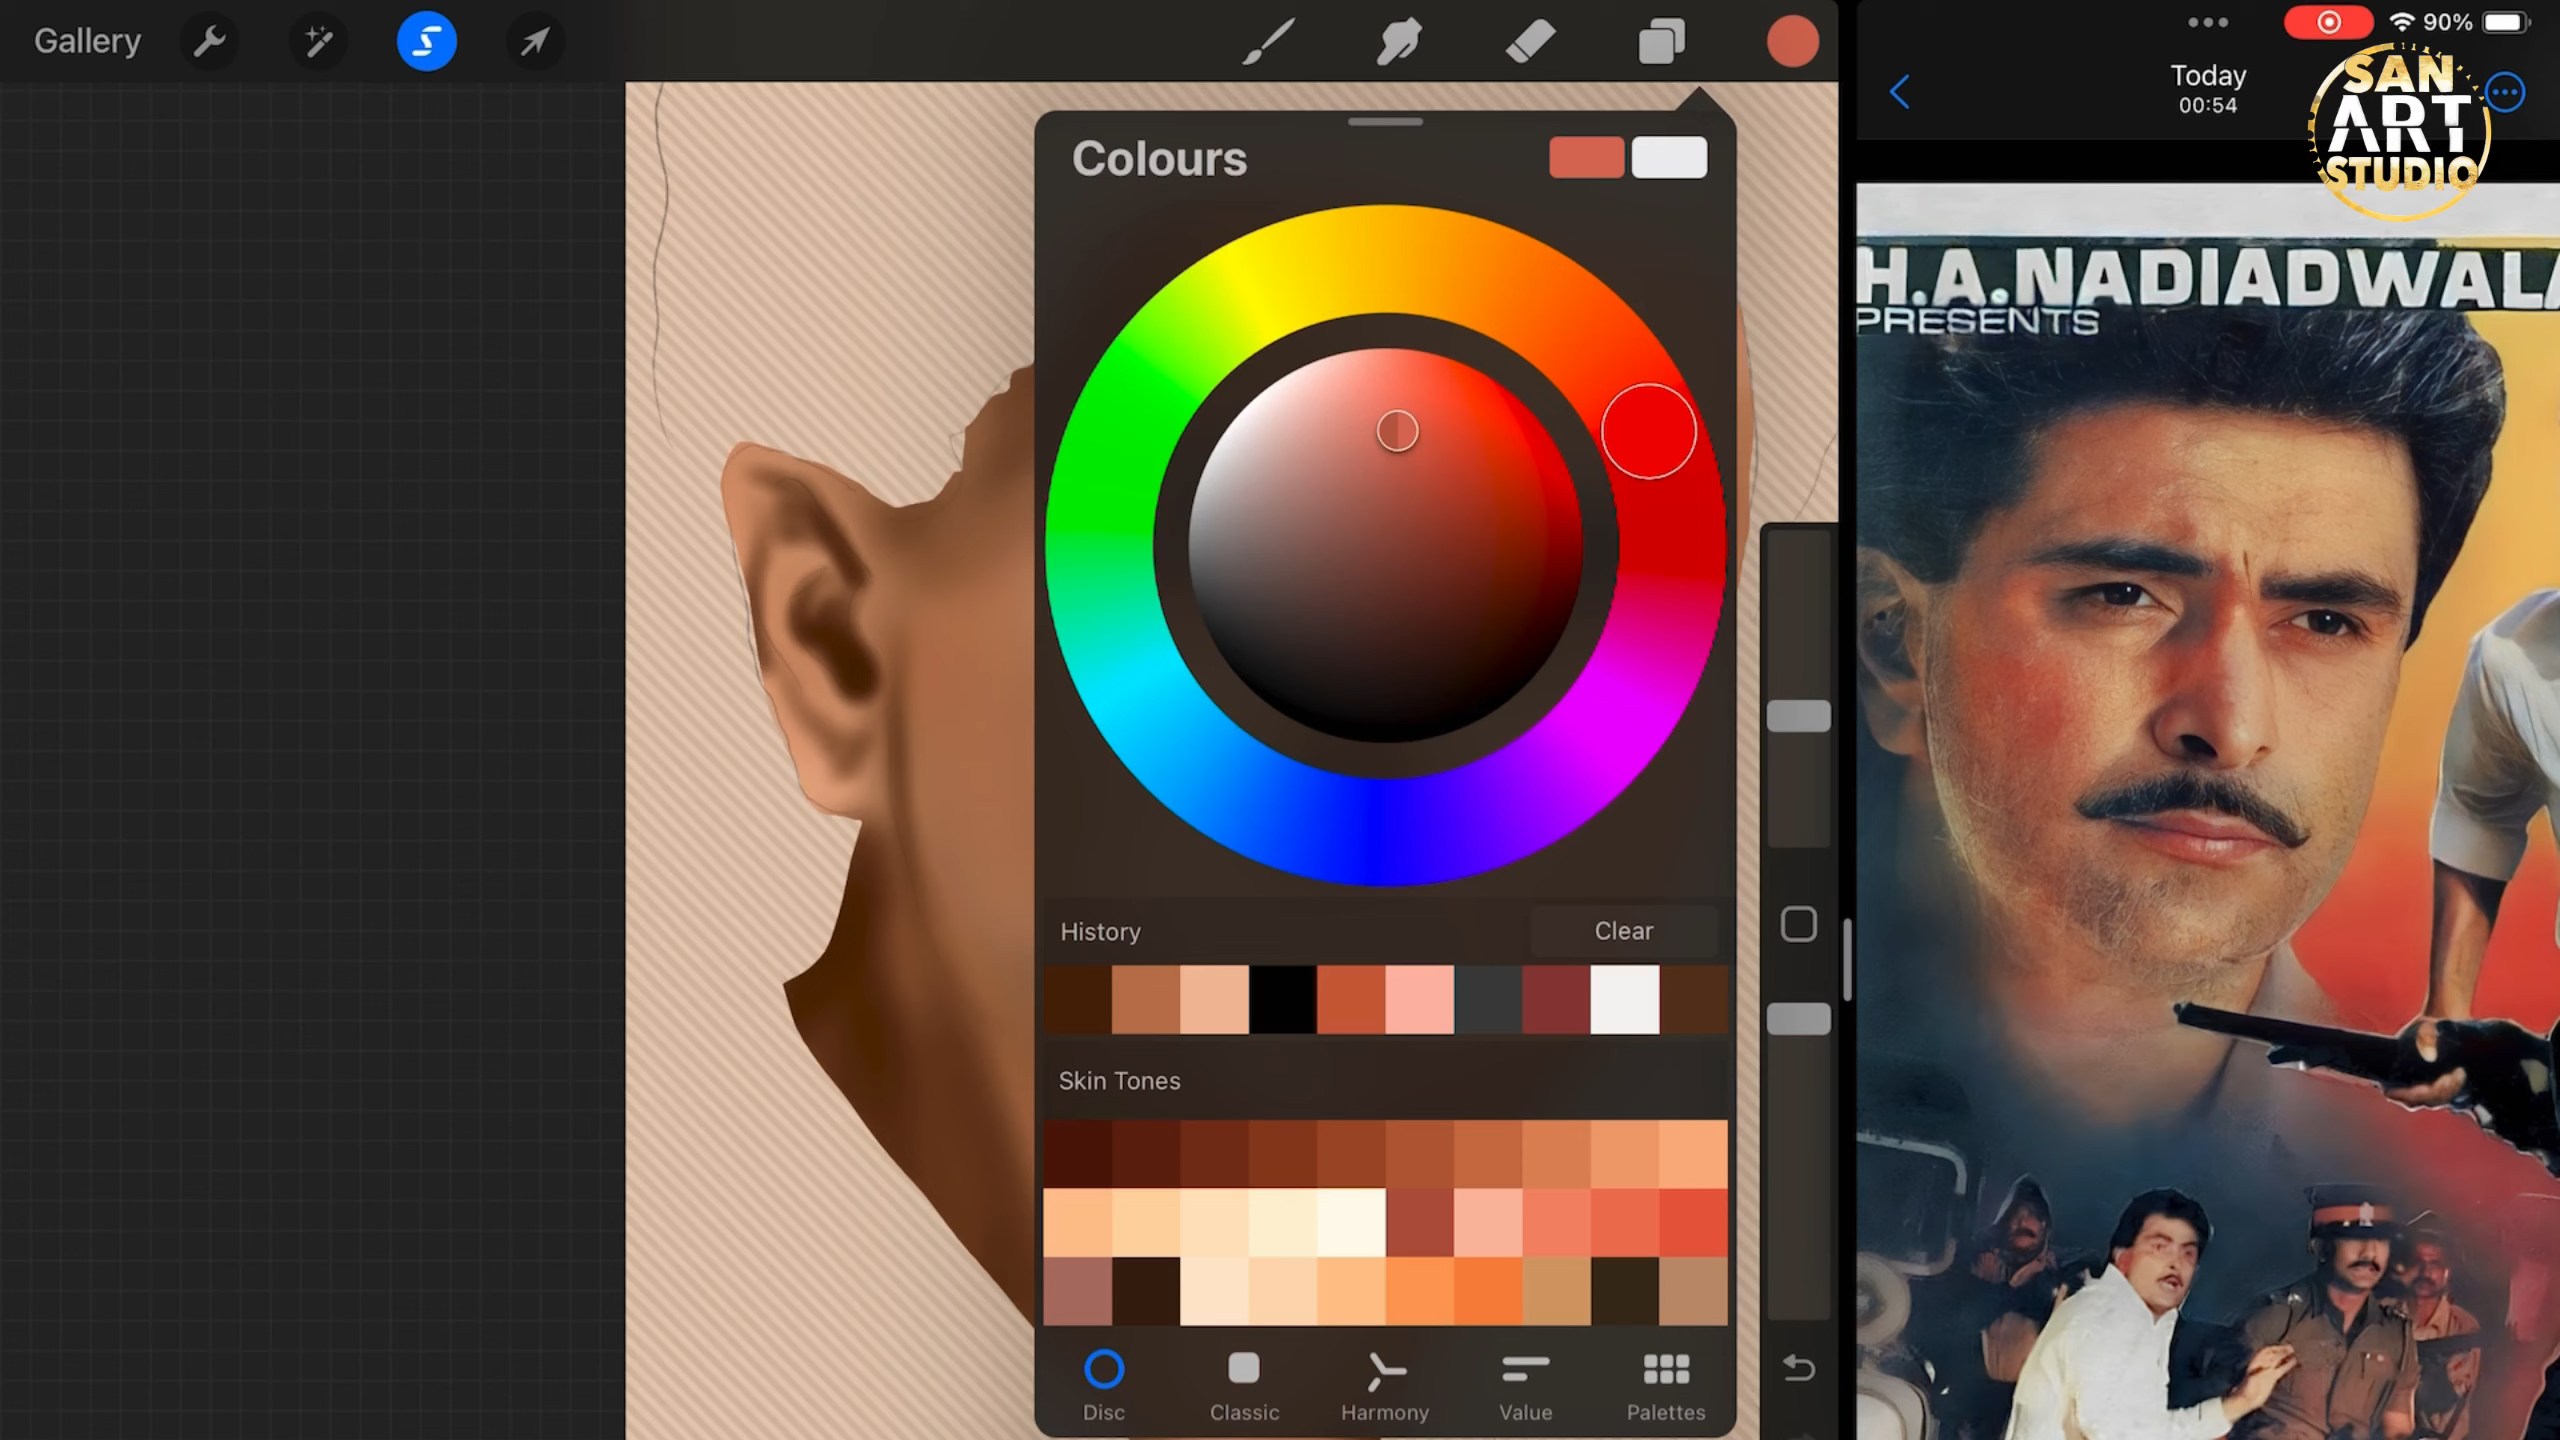 Gallery
90%
Today
00:54
SAN
ART
STUDIO
Colours
H.A.NADIADWALA
PRESENTS
History
Clear
Skin Tones
Disc
Classic
Harmony
Value
Palettes